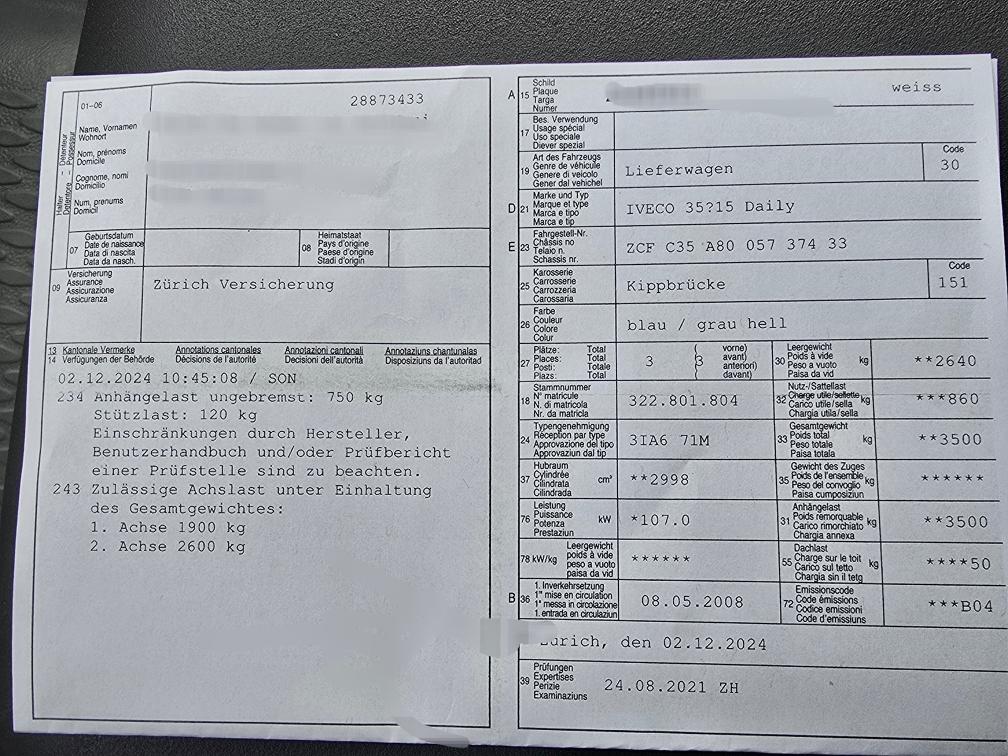 01-06
28873433
Halter
Détenteur
Detentore
Possessur
Name, Vornamen
Wohnort
Nom, prénoms
Domicile
Cognome, nomi
Domicilio
Num, prenums
Domicil
07
Geburtsdatum
Date de naissance
Data di nascita
Data da nasch.
08
Heimatstaat
Pays d'origine
Paese d'origine
Stadi d'origin
09
Versicherung
Assurance
Assicurazione
Assicuranza
Zürich Versicherung
13 Kantonale Vermerke Annotations cantonales Annotazioni cantonali Annotaziuns chantunalas
14 Verfügungen der Behörde Décisions de l'autorité Decisioni dell'autorità Disposiziuns da l'autoritad
02.12.2024 10:45:08 / SON
234 Anhängelast ungebremst: 750 kg
Stützlast: 120 kg
Einschränkungen durch Hersteller,
Benutzerhandbuch und/oder Prüfbericht
einer Prüfstelle sind zu beachten.
243 Zulässige Achslast unter Einhaltung
des Gesamtgewichtes:
1. Achse 1900 kg
2. Achse 2600 kg
A 15
Schild
Plaque
Targa
Numer
weiss
17
Bes. Verwendung
Usage spécial
Uso speciale
Diever spezial
19
Art des Fahrzeugs
Genre de véhicule
Genere di veicolo
Gener dal vehichel
Lieferwagen
Code
30
D 21
Marke und Typ
Marque et type
Marca e tipo
Marca e tip
IVECO 35?15 Daily
E 23
Fahrgestell-Nr.
Châssis no
Telaio n.
Schassis nr.
ZCF C35 A80 057 374 33
25
Karosserie
Carrosserie
Carrozzeria
Carossaria
Kippbrücke
Code
151
26
Farbe
Couleur
Colore
Colur
blau / grau hell
27
Plätze: Total
Places: Total
Posti: Totale
Plazs: Total
3
( vorne)
3 avant)
( anteriori)
davant)
30
Leergewicht
Poids à vide
Peso a vuoto
Paisa da vid
kg
**2640
18
Stammnummer
N° matricule
N. di matricola
Nr. da matricla
322.801.804
32
Nutz-/Sattellast
Charge utile/sellette
Carico utile/sella
Chargia utila/sella
kg
***860
24
Typengenehmigung
Réception par type
Approvazione del tipo
Approvaziun dal tip
3IA6 71M
33
Gesamtgewicht
Poids total
Peso totale
Paisa totala
kg
**3500
37
Hubraum
Cylindrée
Cilindrata
Cilindrada
cm³
**2998
35
Gewicht des Zuges
Poids de l'ensemble
Peso del convoglio
Paisa cumposiziun
kg
******
76
Leistung
Puissance
Potenza
Prestaziun
kW
*107.0
31
Anhängelast
Poids remorquable
Carico rimorchiato
Chargia annexa
kg
**3500
78 kW/kg
Leergewicht
poids à vide
peso a vuoto
paisa da vid
******
55
Dachlast
Charge sur le toit
Carico sul tetto
Chargia sin il tetg
kg
****50
B 36
1. Inverkehrsetzung
1re mise en circulation
1a messa in circolazione
1. entrada en circulaziun
08.05.2008
72
Emissionscode
Code émissions
Codice emissioni
Code d'emissiuns
***B04
Zürich, den 02.12.2024
39
Prüfungen
Expertises
Perizie
Examinaziuns
24.08.2021 ZH